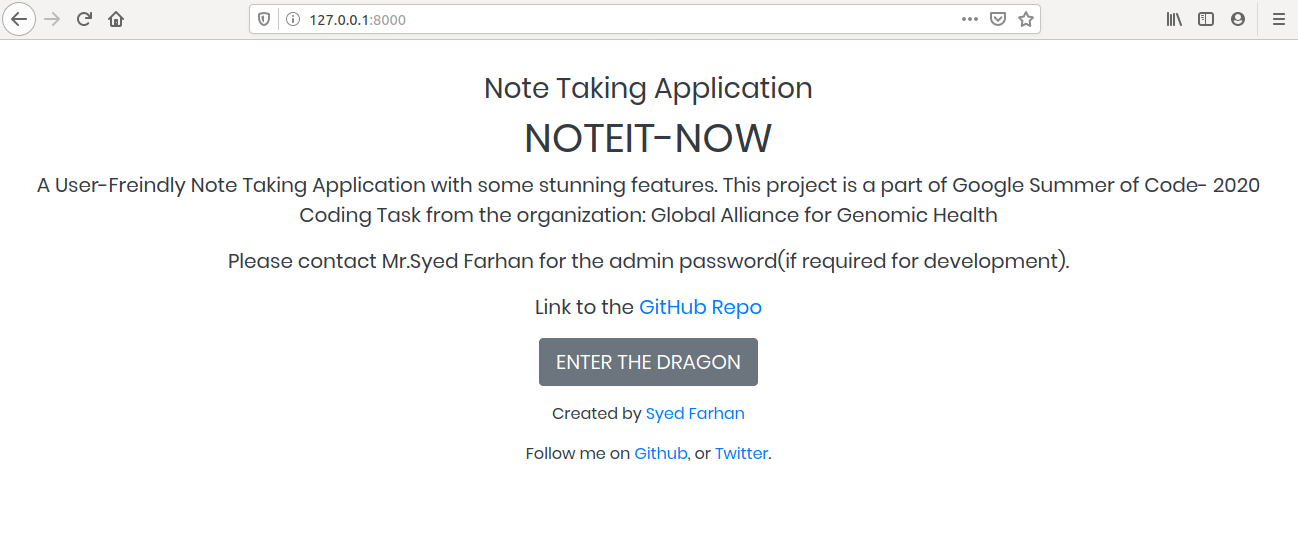 127.0.0.1:8000
Note Taking Application
NOTEIT-NOW
A User-Freindly Note Taking Application with some stunning features. This project is a part of Google Summer of Code- 2020
Coding Task from the organization: Global Alliance for Genomic Health
Please contact Mr.Syed Farhan for the admin password(if required for development).
Link to the GitHub Repo
ENTER THE DRAGON
Created by Syed Farhan
Follow me on Github, or Twitter.